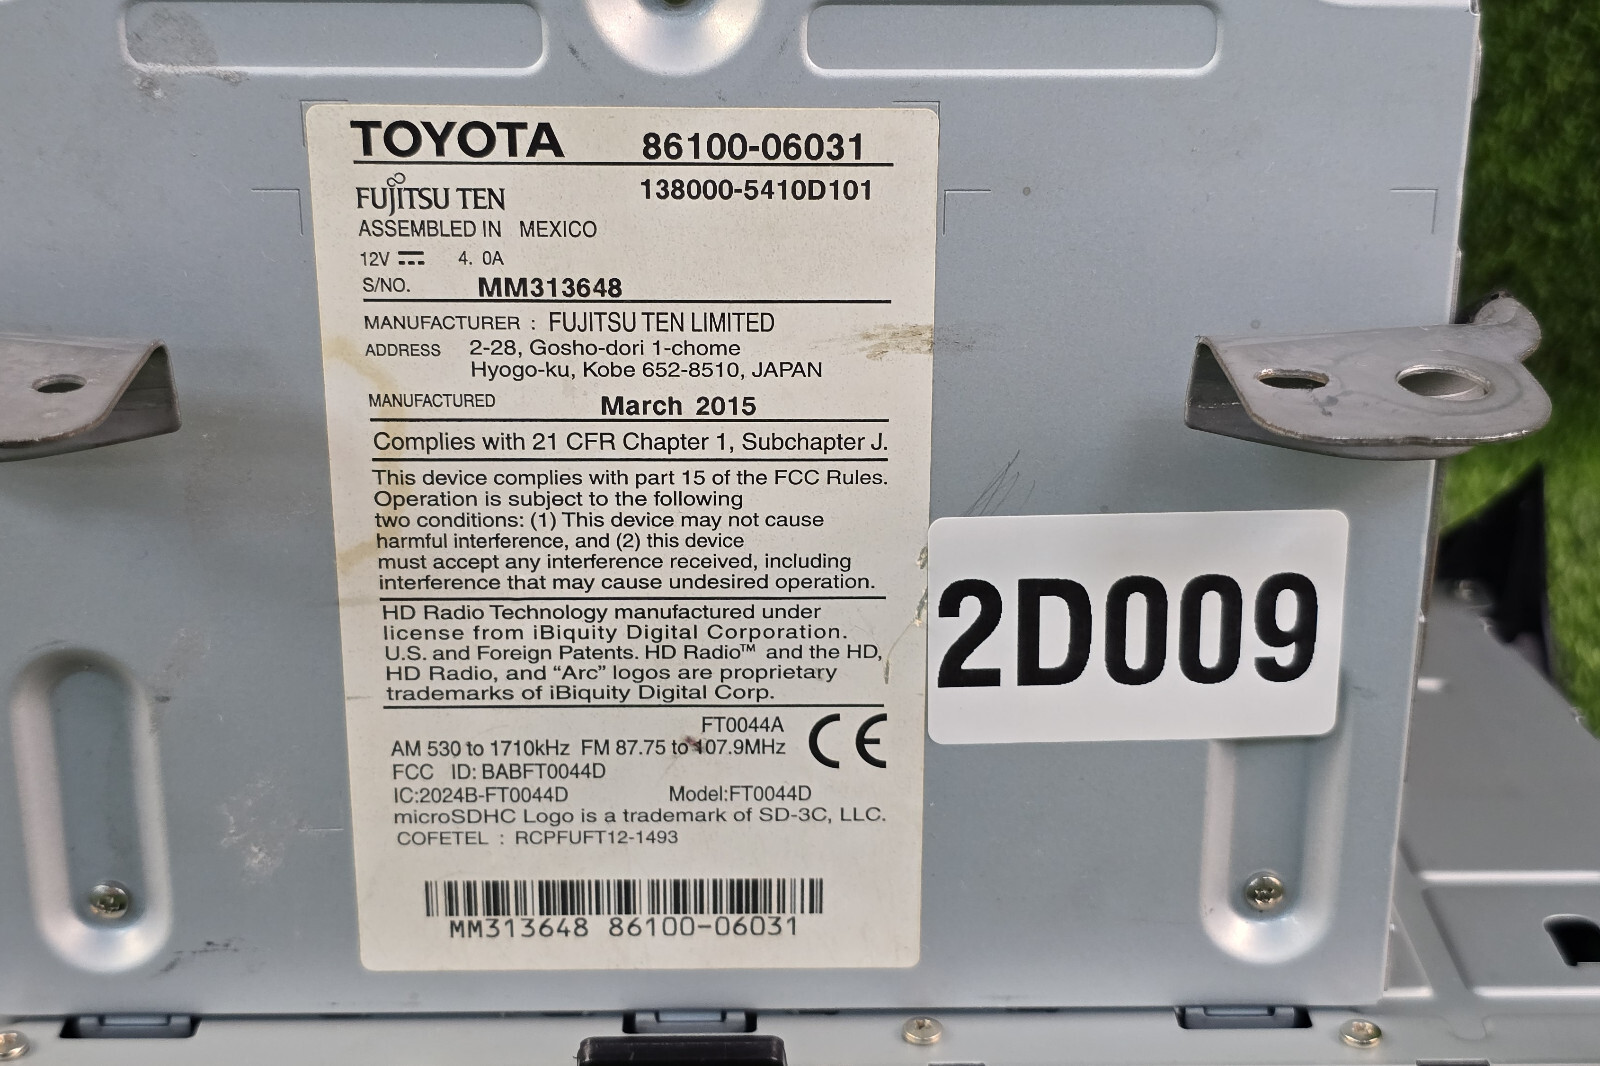 TOYOTA 86100-06031
FUJITSU TEN 138000-5410D101
ASSEMBLED IN MEXICO
12V 4. 0A
S/NO. MM313648
MANUFACTURER : FUJITSU TEN LIMITED
ADDRESS 2-28, Gosho-dori 1-chome
Hyogo-ku, Kobe 652-8510, JAPAN
MANUFACTURED March 2015
Complies with 21 CFR Chapter 1, Subchapter J.
This device complies with part 15 of the FCC Rules.
Operation is subject to the following
two conditions: (1) This device may not cause
harmful interference, and (2) this device
must accept any interference received, including
interference that may cause undesired operation.
HD Radio Technology manufactured under
license from iBiquity Digital Corporation.
U.S. and Foreign Patents. HD Radio™ and the HD,
HD Radio, and “Arc” logos are proprietary
trademarks of iBiquity Digital Corp.
FT0044A
AM 530 to 1710kHz FM 87.75 to 107.9MHz CE
FCC ID: BABFT0044D
IC:2024B-FT0044D Model:FT0044D
microSDHC Logo is a trademark of SD-3C, LLC.
COFETEL : RCPFUFT12-1493
MM313648 86100-06031
2D009